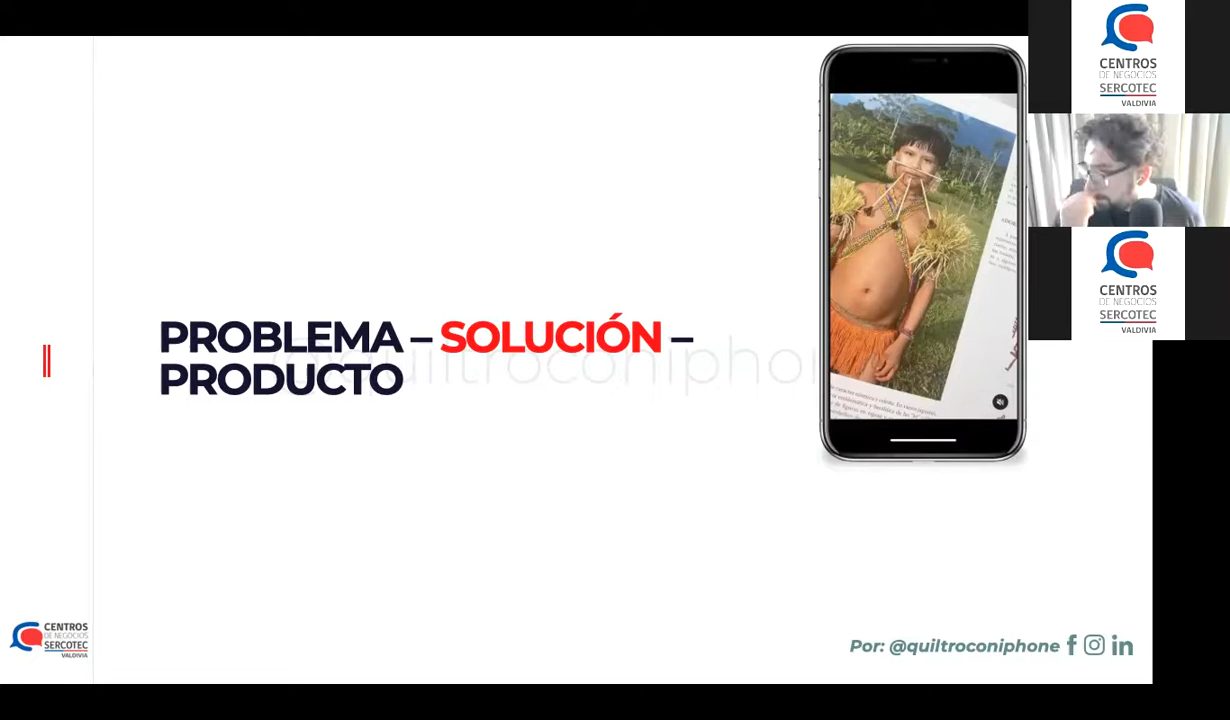 PROBLEMA – SOLUCIÓN –
PRODUCTO
@quiltroconiphone
CENTROS
DE NEGOCIOS
SERCOTEC
VALDIVIA
CENTROS
DE NEGOCIOS
SERCOTEC
VALDIVIA
CENTROS
DE NEGOCIOS
SERCOTEC
VALDIVIA
Por: @quiltroconiphone